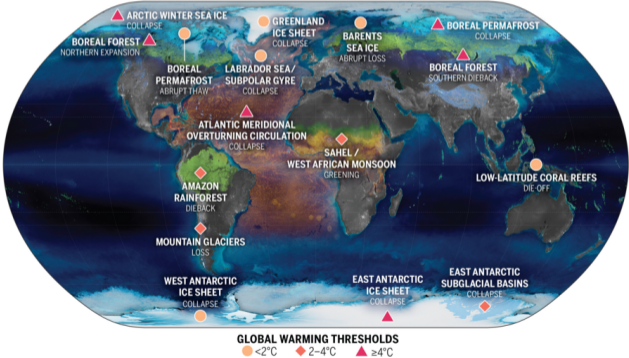 ARCTIC WINTER SEA ICE
COLLAPSE
GREENLAND
ICE SHEET
COLLAPSE
BARENTS
SEA ICE
ABRUPT LOSS
BOREAL PERMAFROST
COLLAPSE
BOREAL FOREST
NORTHERN EXPANSION
BOREAL
PERMAFROST
ABRUPT THAW
LABRADOR SEA/
SUBPOLAR GYRE
COLLAPSE
BOREAL FOREST
SOUTHERN DIEBACK
ATLANTIC MERIDIONAL
OVERTURNING CIRCULATION
COLLAPSE
SAHEL /
WEST AFRICAN MONSOON
GREENING
LOW-LATITUDE CORAL REEFS
DIE-OFF
AMAZON
RAINFOREST
DIEBACK
MOUNTAIN GLACIERS
LOSS
WEST ANTARCTIC
ICE SHEET
COLLAPSE
EAST ANTARCTIC
ICE SHEET
COLLAPSE
EAST ANTARCTIC
SUBGLACIAL BASINS
COLLAPSE
GLOBAL WARMING THRESHOLDS
<2°C 2–4°C ≥4°C